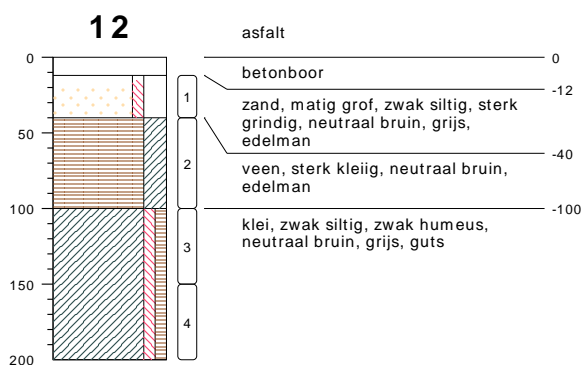 12
asfalt
0
0
betonboor
-12
1
zand, matig grof, zwak siltig, sterk
grindig, neutraal bruin, grijs,
edelman
-40
50
2
veen, sterk kleiig, neutraal bruin,
edelman
100
-100
klei, zwak siltig, zwak humeus,
neutraal bruin, grijs, guts
3
150
4
200